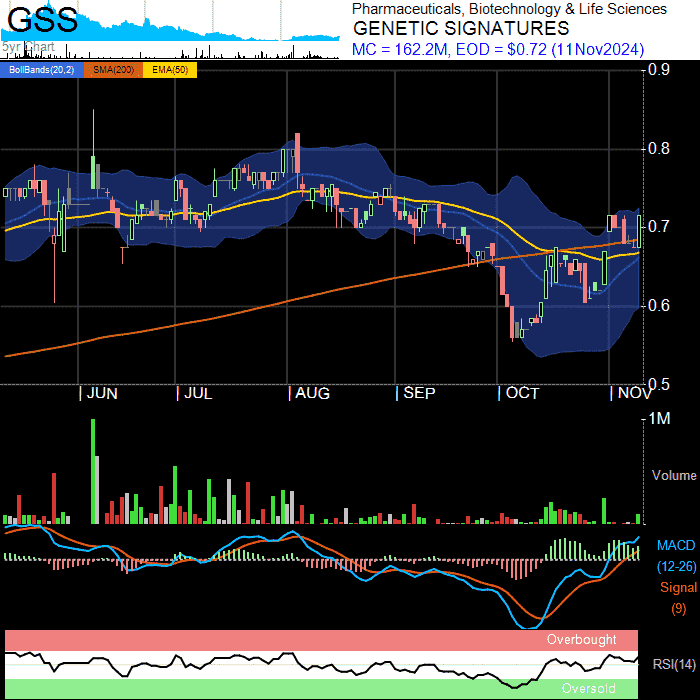 GSS
5yr Chart
Pharmaceuticals, Biotechnology & Life Sciences
GENETIC SIGNATURES
MC = 162.2M, EOD = $0.72 (11Nov2024)
BollBands(20,2) SMA(200) EMA(50)
0.9
0.8
0.7
0.6
0.5
JUN JUL AUG SEP OCT NOV
1M
Volume
MACD
(12-26)
Signal
(9)
Overbought
RSI(14)
Oversold